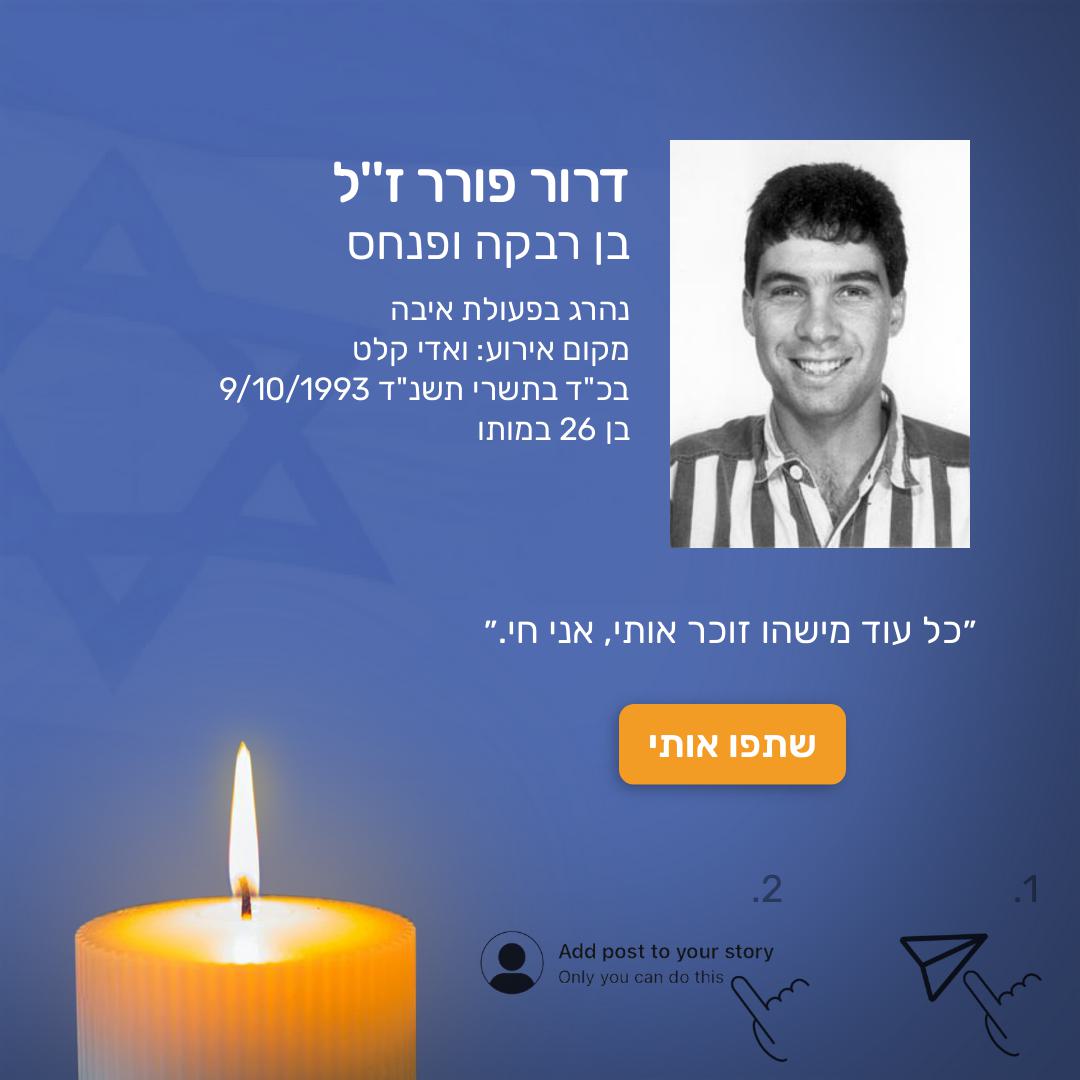 דרור פורר ז"ל
בן רבקה ופנחס
נהרג בפעולת איבה
מקום אירוע: ואדי קלט
בכ"ד בתשרי תשנ"ד 9/10/1993
בן 26 במותו
״כל עוד מישהו זוכר אותי, אני חי.״
שתפו אותי
1.
2.
Add post to your story
Only you can do this